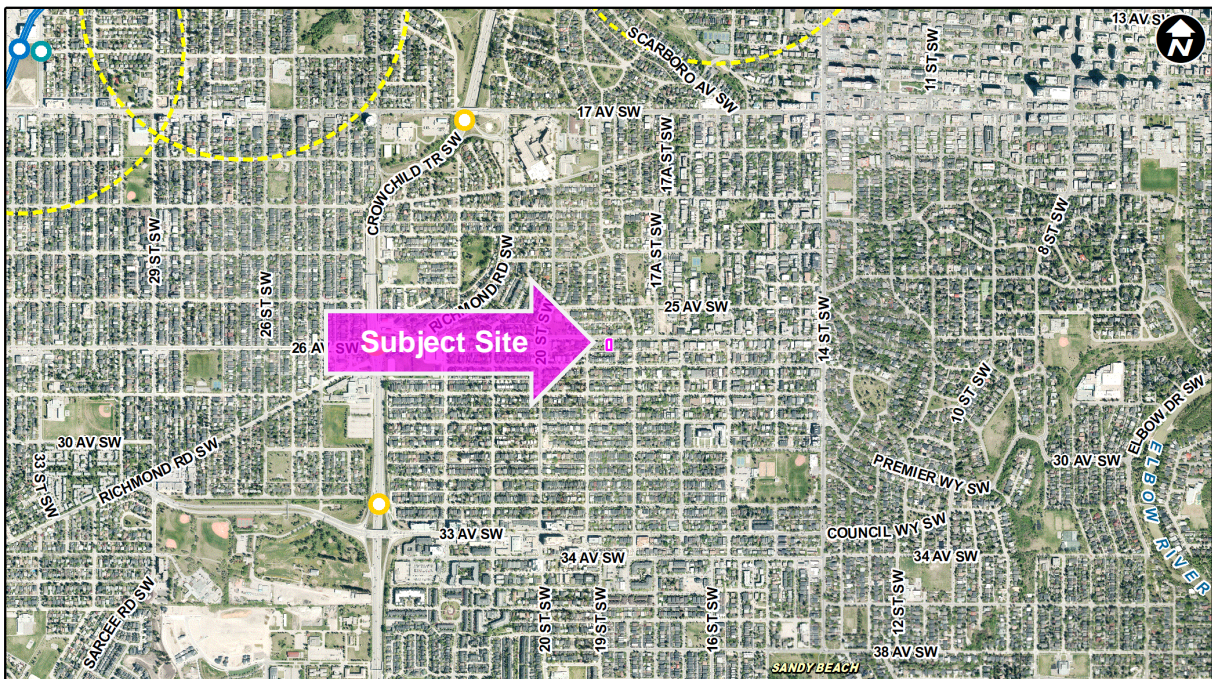 13 AV SW
N
SCARBORO AV SW
11 ST SW
17 AV SW
CROWCHILD TR SW
17A ST SW
29 ST SW
26 ST SW
RICHMOND RD SW
17A ST SW
8 ST SW
25 AV SW
20 ST SW
14 ST SW
26 AV SW
Subject Site
10 ST SW
ELBOW DR SW
30 AV SW
33 ST SW
RICHMOND RD SW
PREMIER WY SW
30 AV SW
ELBOW RIVER
33 AV SW
COUNCIL WY SW
34 AV SW
34 AV SW
SARCEE RD SW
20 ST SW
19 ST SW
16 ST SW
12 ST SW
38 AV SW
SANDY BEACH